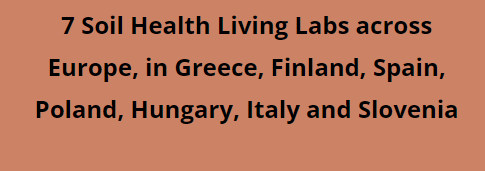 7 Soil Health Living Labs across
Europe, in Greece, Finland, Spain,
Poland, Hungary, Italy and Slovenia